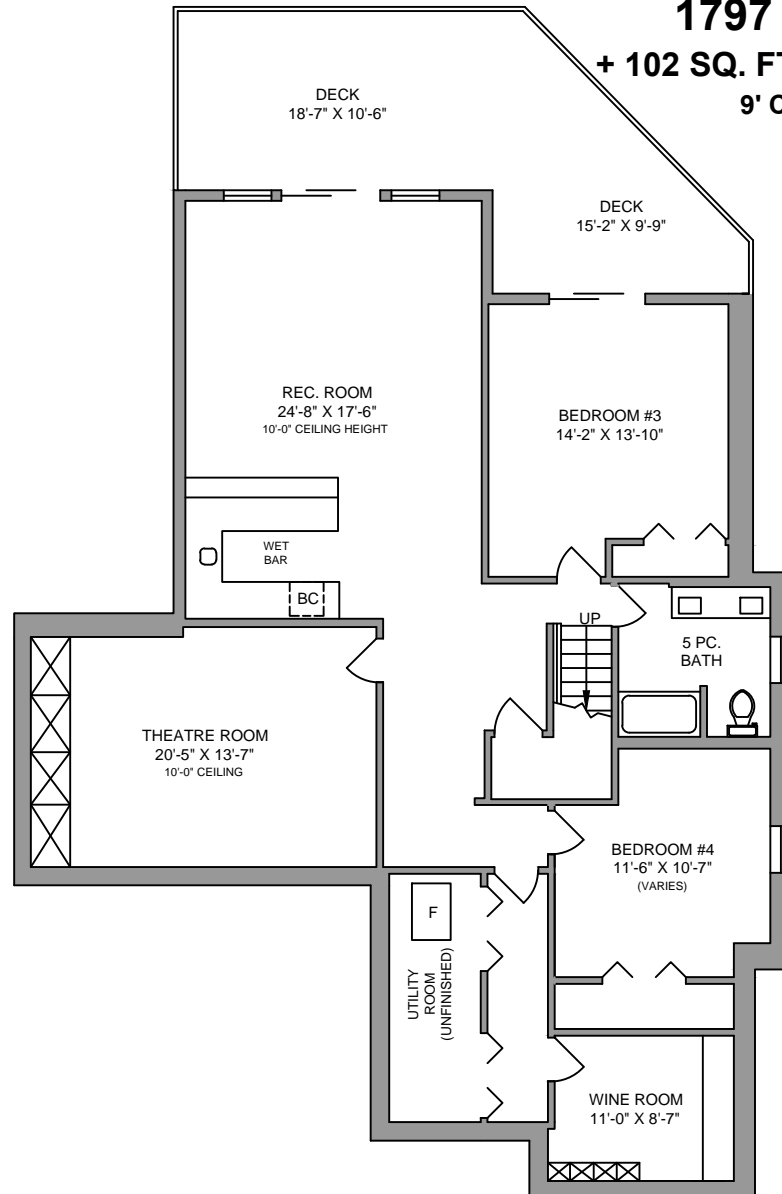 1797
+ 102 SQ. FT
9' C
DECK
18'-7" X 10'-6"
DECK
15'-2" X 9'-9"
REC. ROOM
24'-8" X 17'-6"
10'-0" CEILING HEIGHT
BEDROOM #3
14'-2" X 13'-10"
WET
BAR
BC
UP
5 PC.
BATH
THEATRE ROOM
20'-5" X 13'-7"
10'-0" CEILING
BEDROOM #4
11'-6" X 10'-7"
(VARIES)
F
UTILITY
ROOM
(UNFINISHED)
WINE ROOM
11'-0" X 8'-7"